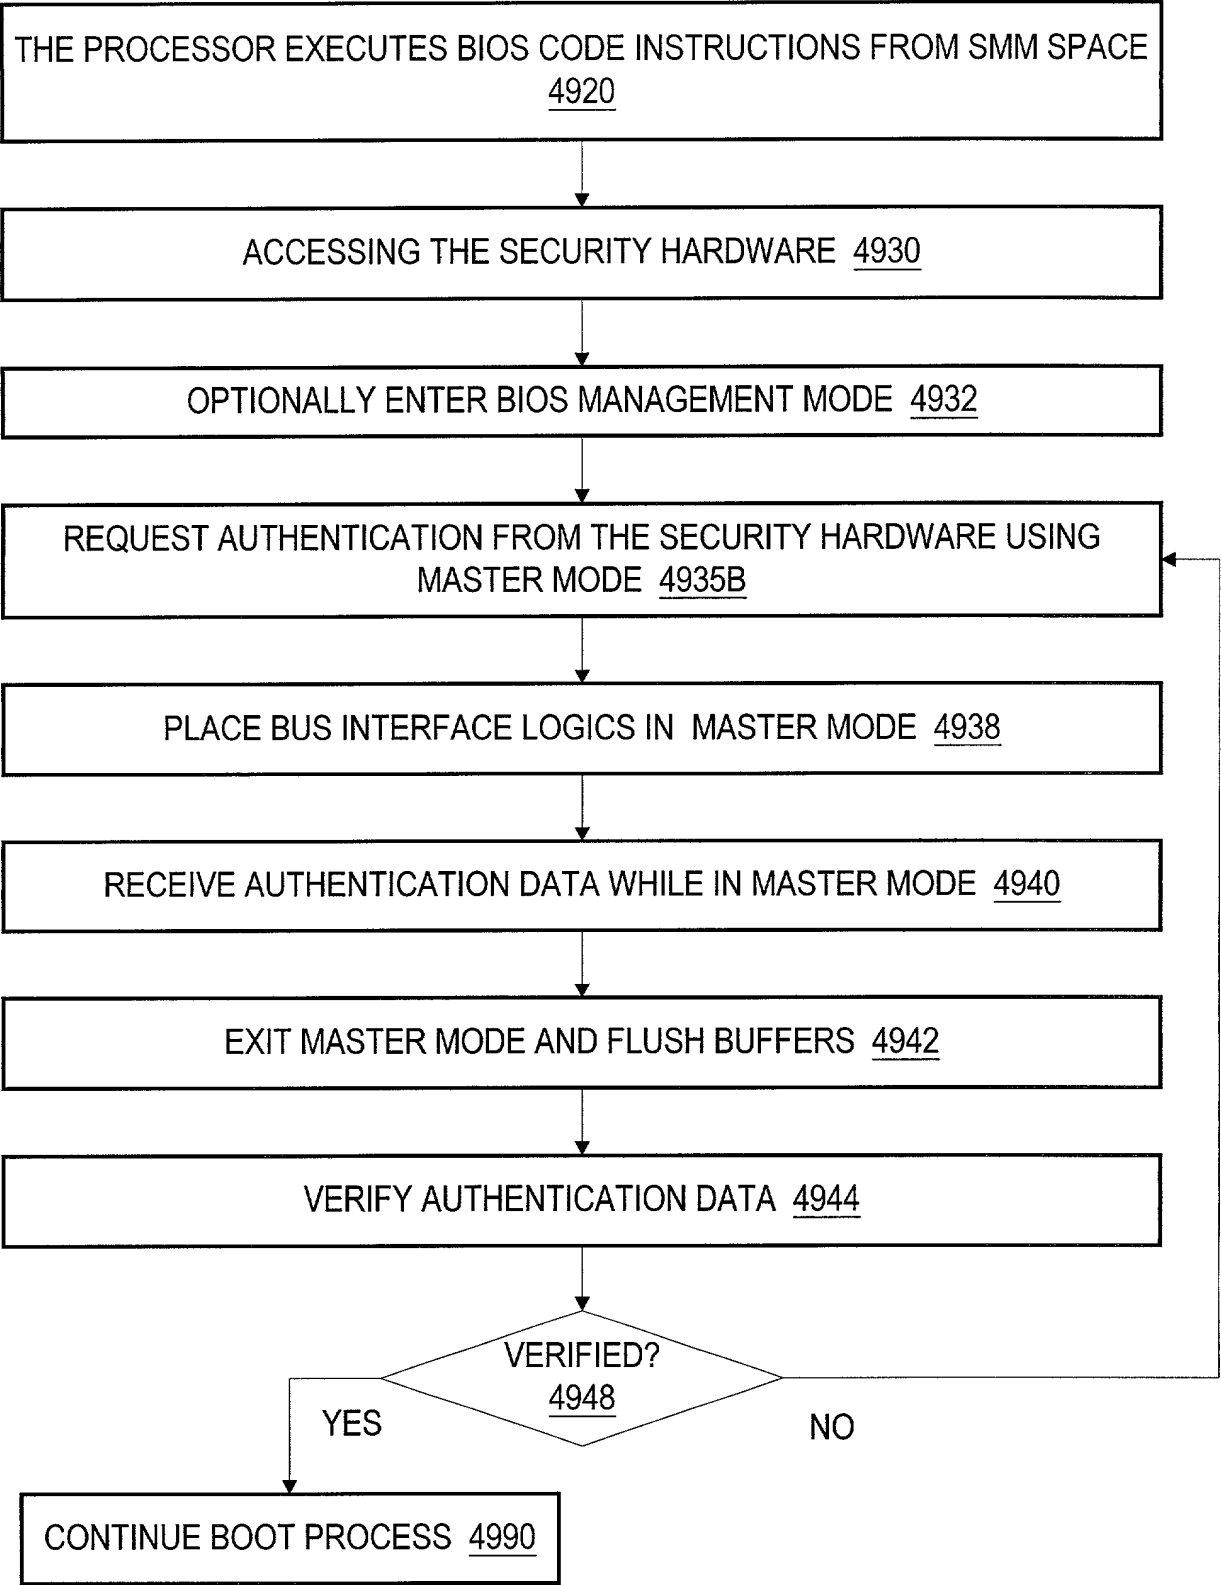 THE PROCESSOR EXECUTES BIOS CODE INSTRUCTIONS FROM SMM SPACE
4920
ACCESSING THE SECURITY HARDWARE 4930
OPTIONALLY ENTER BIOS MANAGEMENT MODE 4932
REQUEST AUTHENTICATION FROM THE SECURITY HARDWARE USING
MASTER MODE 4935B
PLACE BUS INTERFACE LOGICS IN MASTER MODE 4938
RECEIVE AUTHENTICATION DATA WHILE IN MASTER MODE 4940
EXIT MASTER MODE AND FLUSH BUFFERS 4942
VERIFY AUTHENTICATION DATA 4944
VERIFIED?
4948
YES
NO
CONTINUE BOOT PROCESS 4990